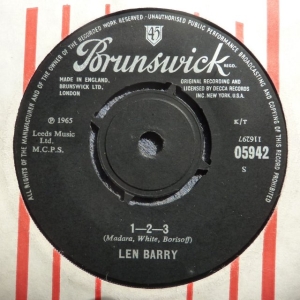 BROADCASTING AND COPYING OF THIS RECORD PROHIBITED
ALL RIGHTS OF THE MANUFACTURER AND OF THE OWNER OF THE RECORDED WORK RESERVED · UNAUTHORISED PUBLIC PERFORMANCE
45
Brunswick
REGD.
MADE IN ENGLAND,
BRUNSWICK LTD.
LONDON
ORIGINAL RECORDING AND
LICENSED BY DECCA RECORDS
INC. NEW YORK. U.S.A.
℗ 1965
Leeds Music
Ltd.
M.C.P.S.
K/T
11629
05942
S
1—2—3
(Madara, White, Borisoff)
LEN BARRY